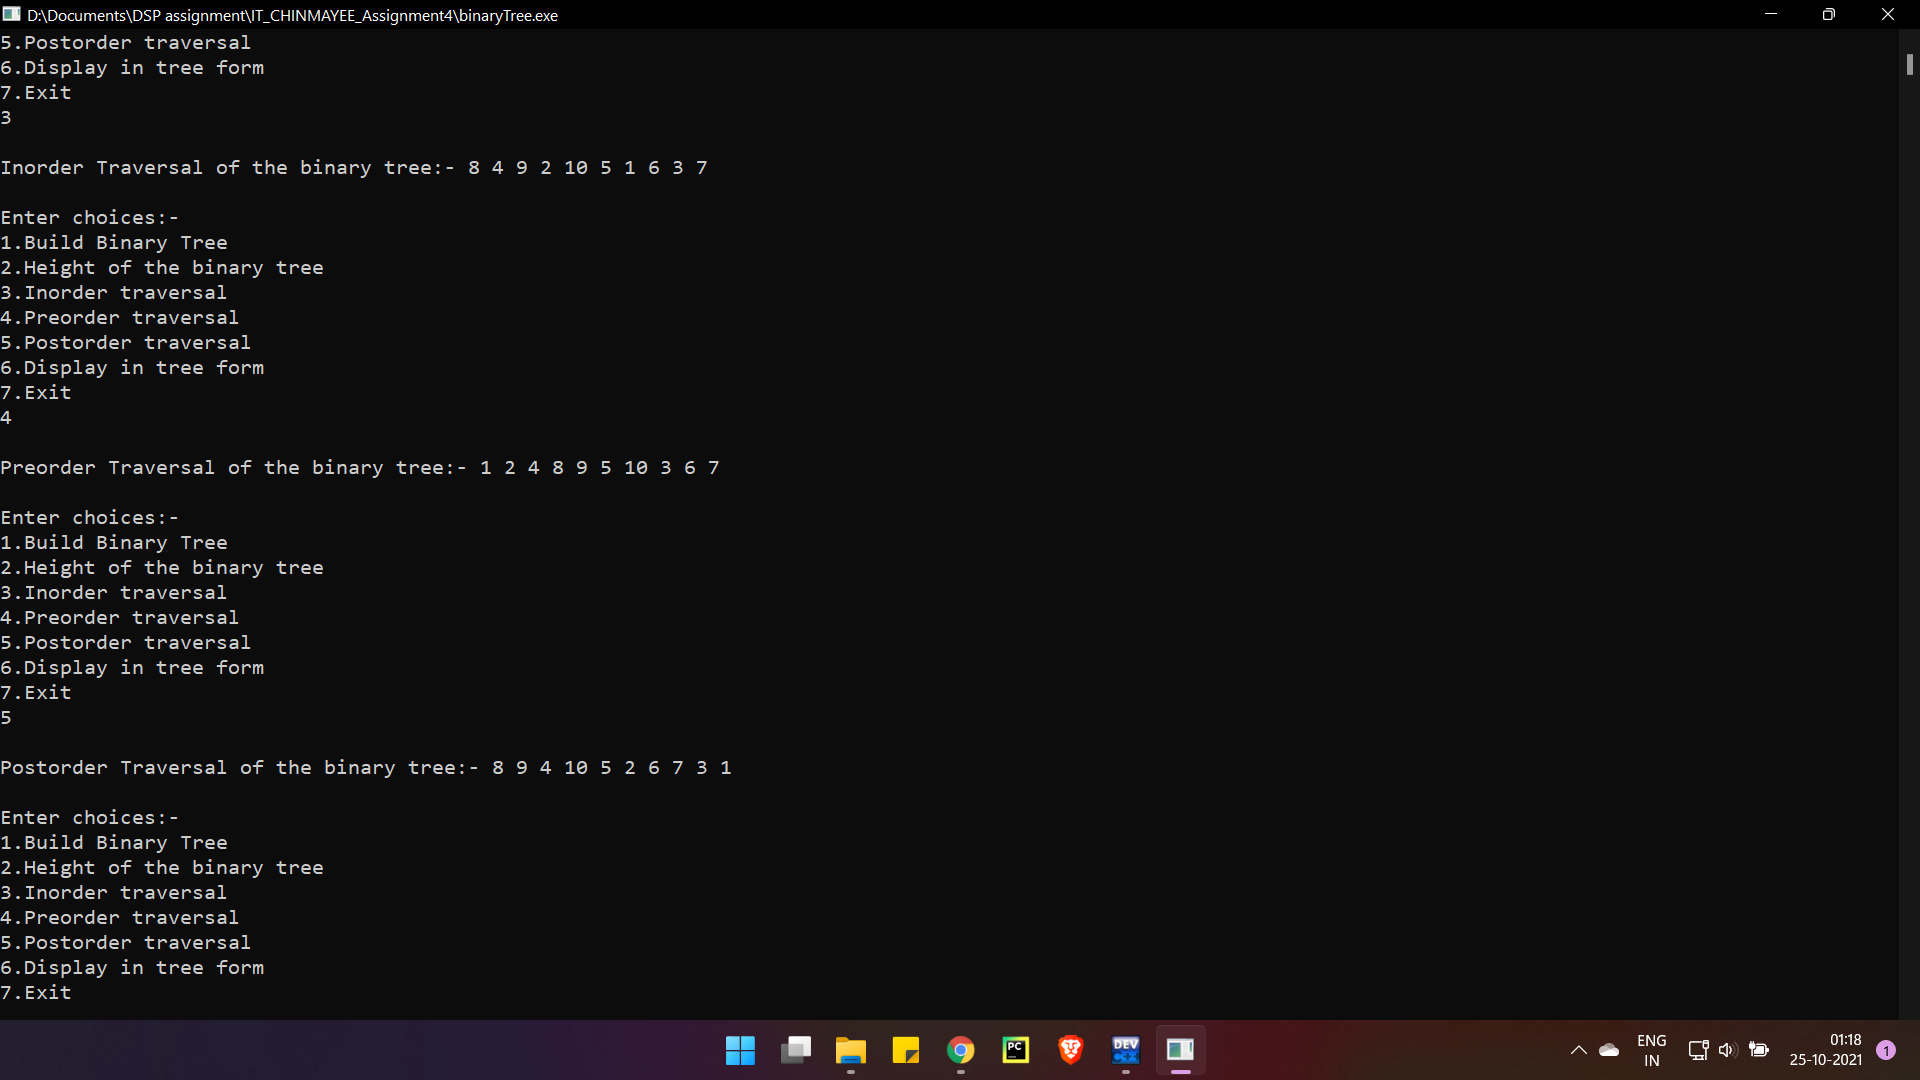 D:\Documents\DSP assignment\IT_CHINMAYEE_Assignment4\binaryTree.exe
5.Postorder traversal
6.Display in tree form
7.Exit
3
Inorder Traversal of the binary tree:- 8 4 9 2 10 5 1 6 3 7
Enter choices:-
1.Build Binary Tree
2.Height of the binary tree
3.Inorder traversal
4.Preorder traversal
5.Postorder traversal
6.Display in tree form
7.Exit
4
Preorder Traversal of the binary tree:- 1 2 4 8 9 5 10 3 6 7
Enter choices:-
1.Build Binary Tree
2.Height of the binary tree
3.Inorder traversal
4.Preorder traversal
5.Postorder traversal
6.Display in tree form
7.Exit
5
Postorder Traversal of the binary tree:- 8 9 4 10 5 2 6 7 3 1
Enter choices:-
1.Build Binary Tree
2.Height of the binary tree
3.Inorder traversal
4.Preorder traversal
5.Postorder traversal
6.Display in tree form
7.Exit
PC
DEV
C++
ENG
IN
01:18
25-10-2021
1